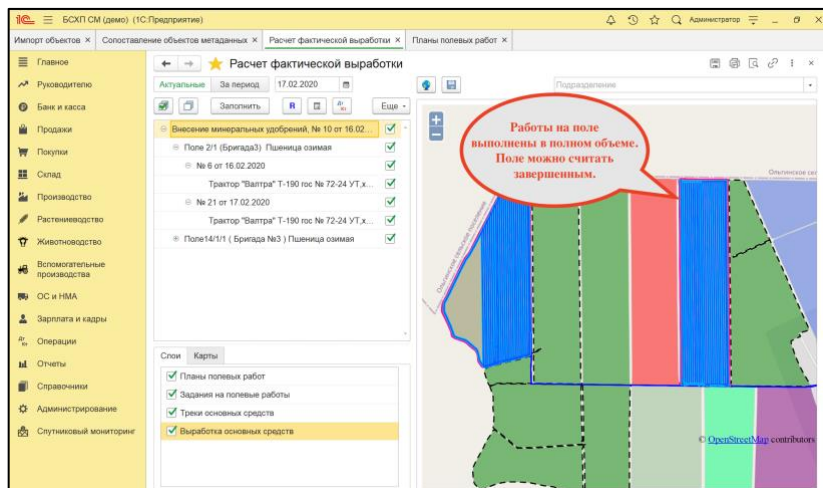 1С БСХП СМ (демо) (1С:Предприятие)
Администратор
Импорт объектов × Сопоставление объектов метаданных × Расчет фактической выработки × Планы полевых работ ×
Главное
Руководителю
Банк и касса
Продажи
Покупки
Склад
Производство
Растениеводство
Животноводство
Вспомогательные
производства
ОС и НМА
Зарплата и кадры
Операции
Отчеты
Справочники
Администрирование
Спутниковый мониторинг
Расчет фактической выработки
Актуальные За период 17.02.2020
Заполнить Еще
Внесение минеральных удобрений, № 10 от 16.02...
Поле 2/1 (Бригада3) Пшеница озимая
№ 6 от 16.02.2020
Трактор "Валтра" Т-190 гос № 72-24 УТ,х...
№ 21 от 17.02.2020
Трактор "Валтра" Т-190 гос № 72-24 УТ,х...
Поле14/1/1 ( Бригада №3 ) Пшеница озимая
Слои Карты
Планы полевых работ
Задания на полевые работы
Треки основных средств
Выработка основных средств
Подразделение
Работы на поле
выполнены в полном объеме.
Поле можно считать
завершенным.
Ольгинское сельское поселение
Ольгинское се
© OpenStreetMap contributors